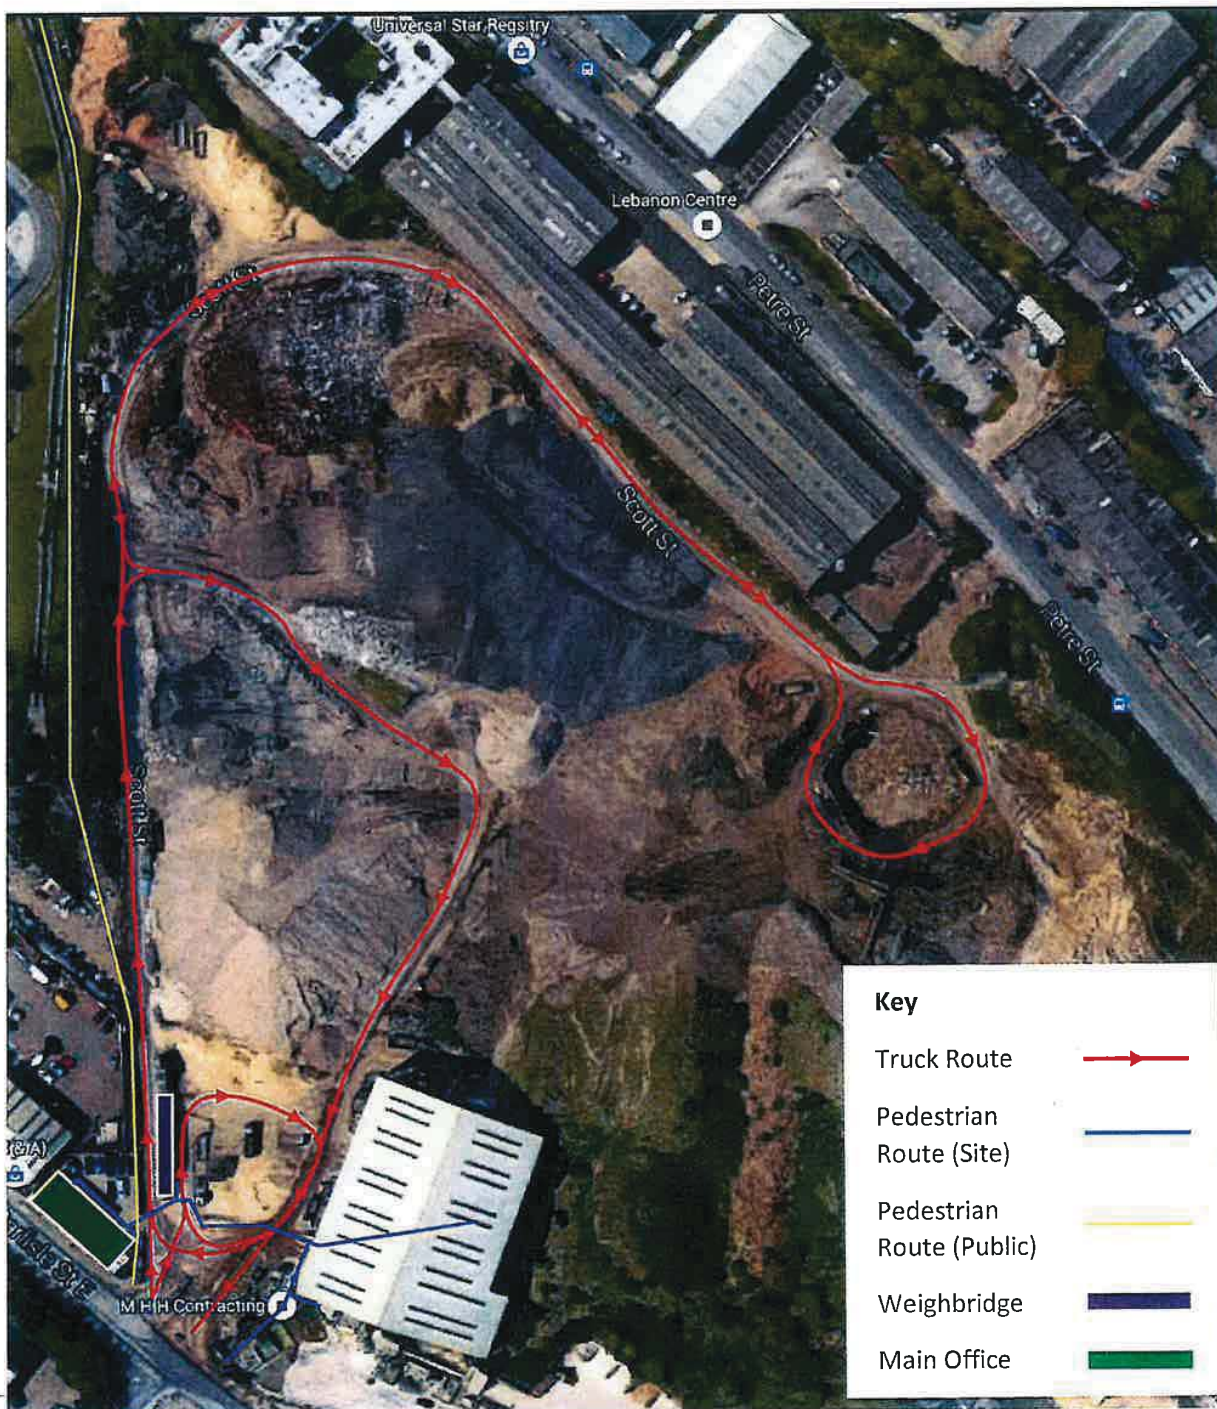 Universal Star Regsitry
Lebanon Centre
Petre St
Scott St
Petre St
Scott St
& A)
M H H Contracting
Key
Truck Route
Pedestrian
Route (Site)
Pedestrian
Route (Public)
Weighbridge
Main Office